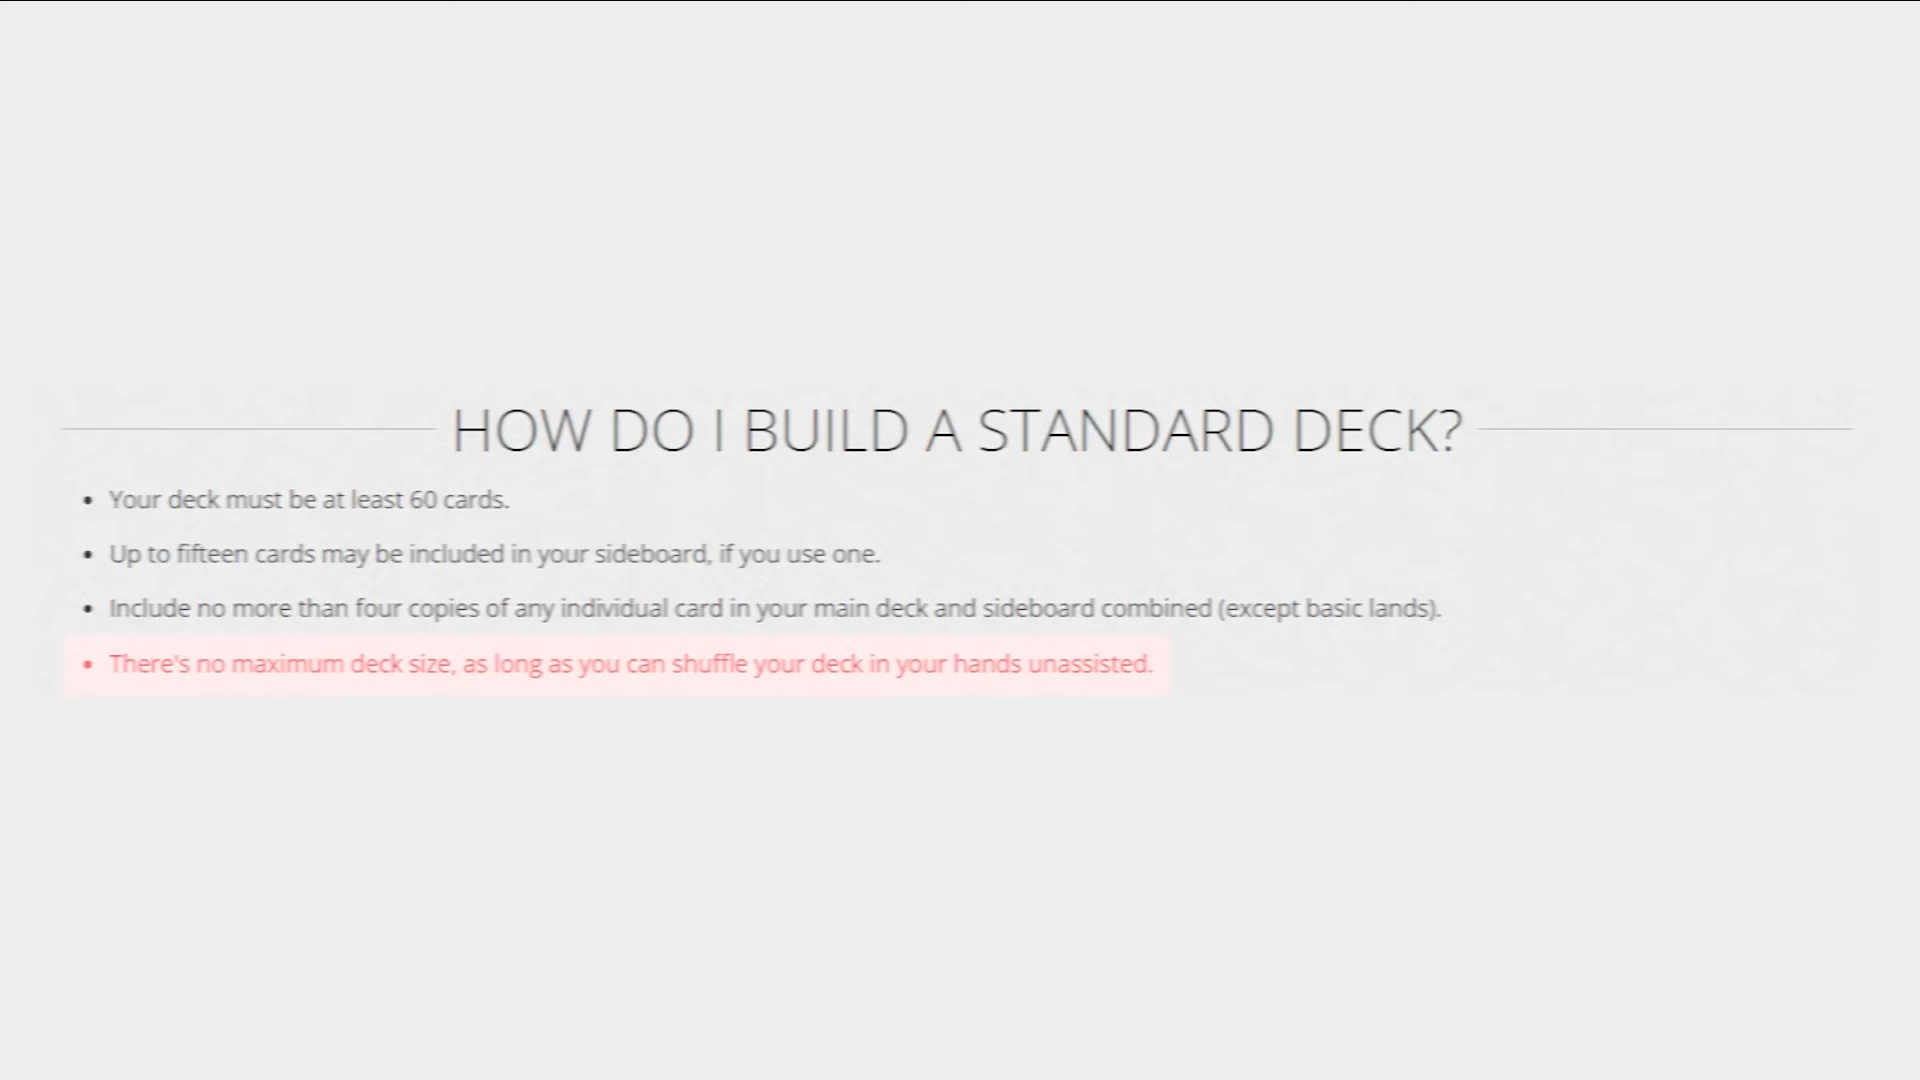 HOW DO I BUILD A STANDARD DECK?
• Your deck must be at least 60 cards.
• Up to fifteen cards may be included in your sideboard, if you use one.
• Include no more than four copies of any individual card in your main deck and sideboard combined (except basic lands).
• There's no maximum deck size, as long as you can shuffle your deck in your hands unassisted.